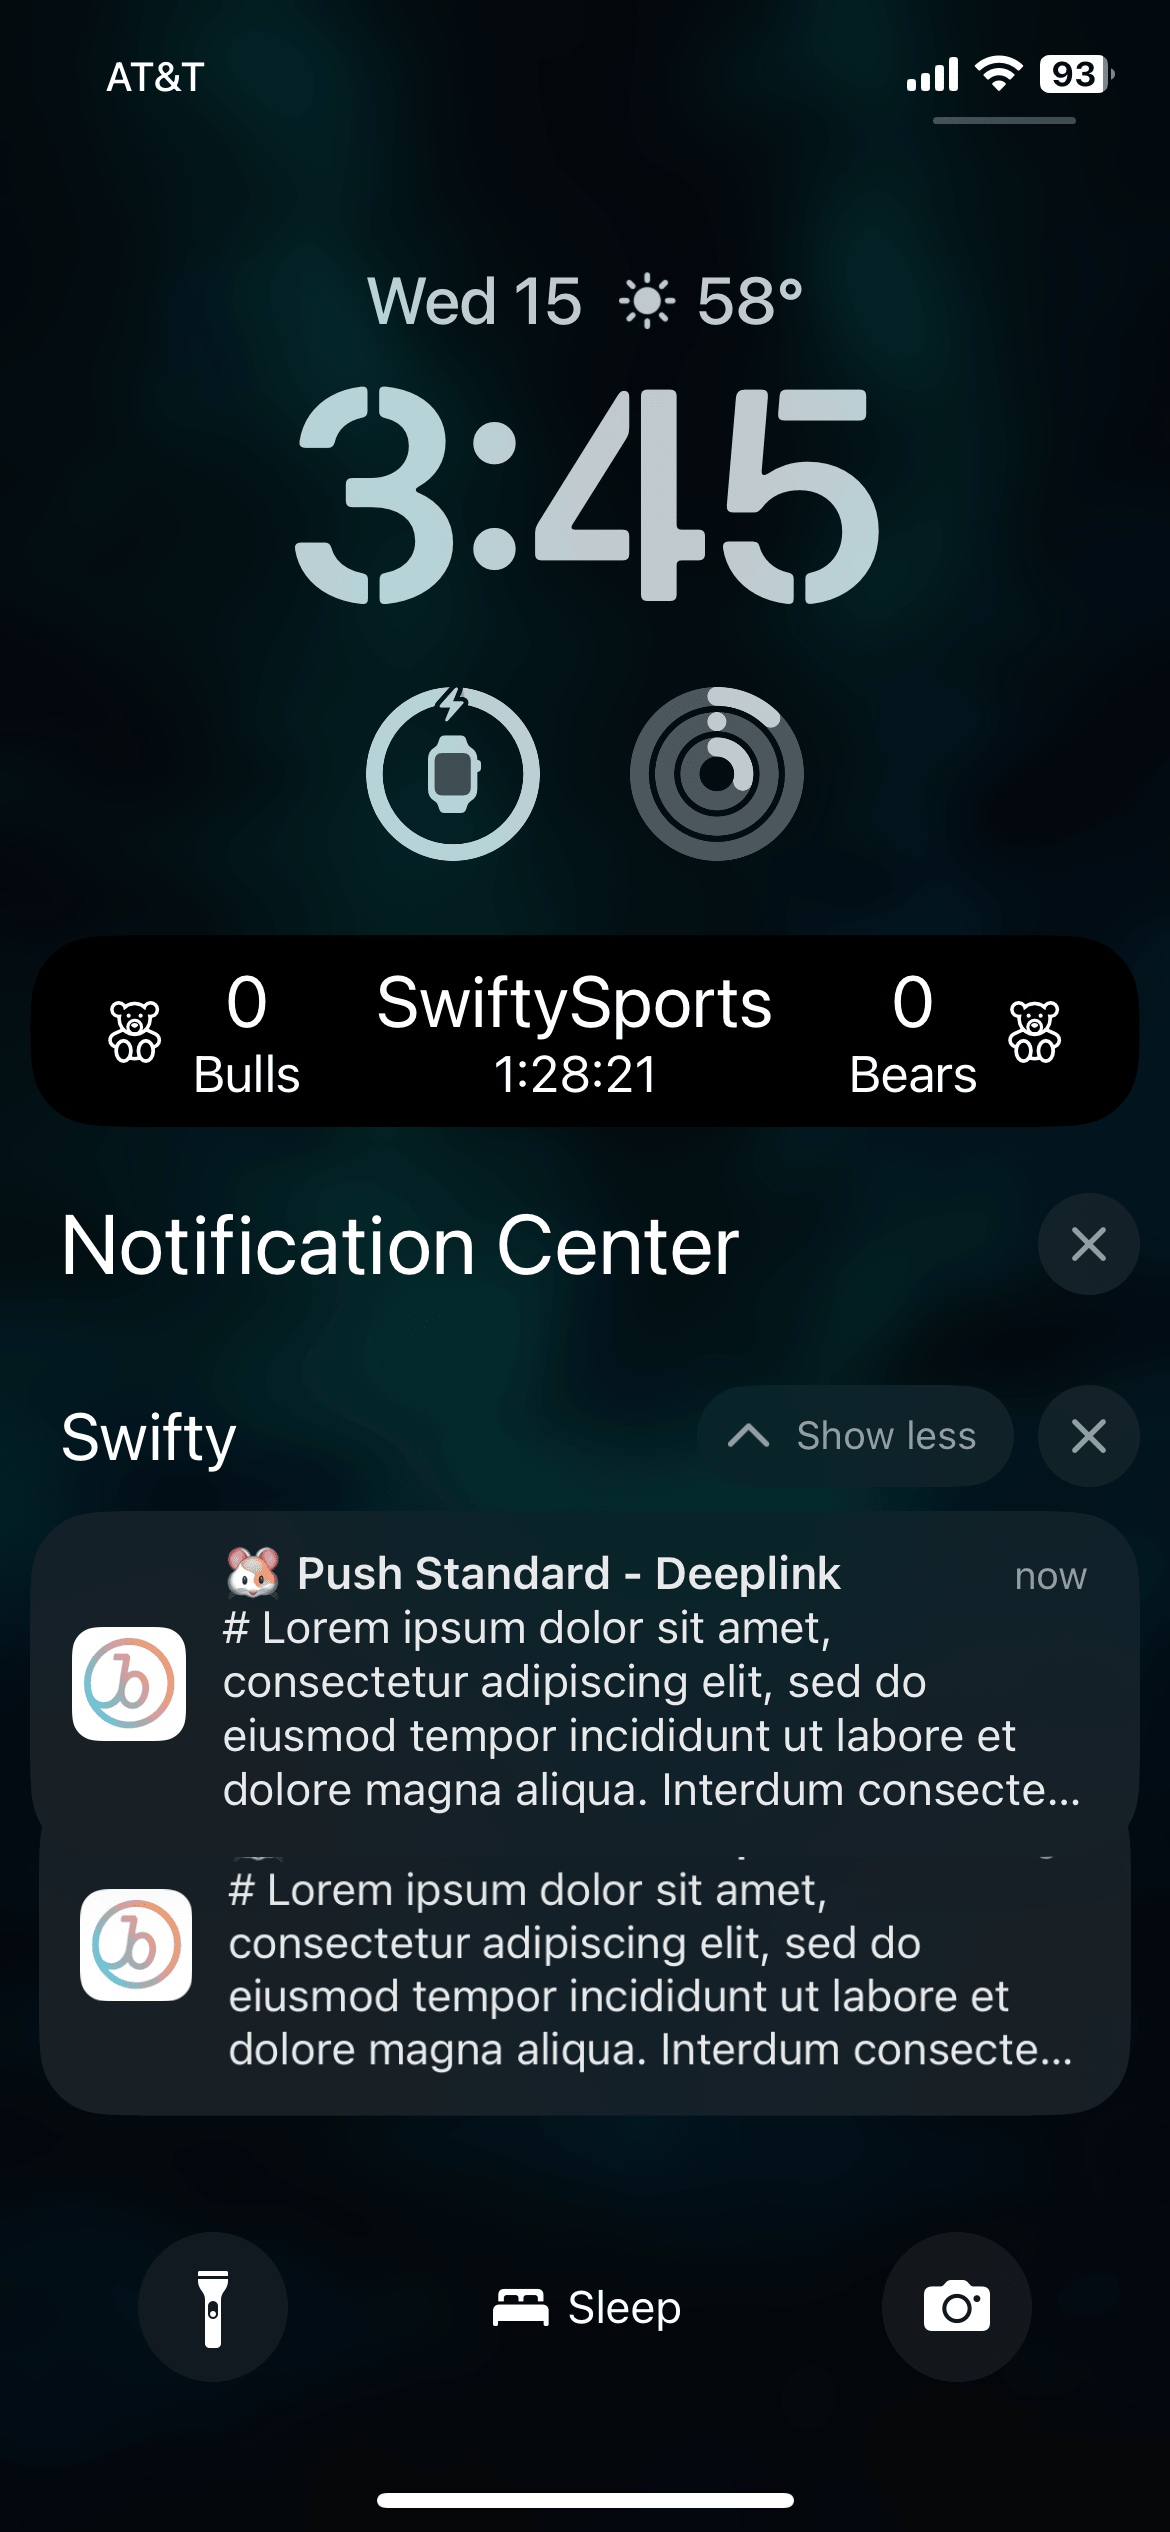 AT&T
93
Wed 15 58°
3:45
0 SwiftySports 0
Bulls 1:28:21 Bears
Notification Center
Swifty Show less
🐹 Push Standard - Deeplink now
# Lorem ipsum dolor sit amet,
consectetur adipiscing elit, sed do
eiusmod tempor incididunt ut labore et
dolore magna aliqua. Interdum consecte...
# Lorem ipsum dolor sit amet,
consectetur adipiscing elit, sed do
eiusmod tempor incididunt ut labore et
dolore magna aliqua. Interdum consecte...
Sleep